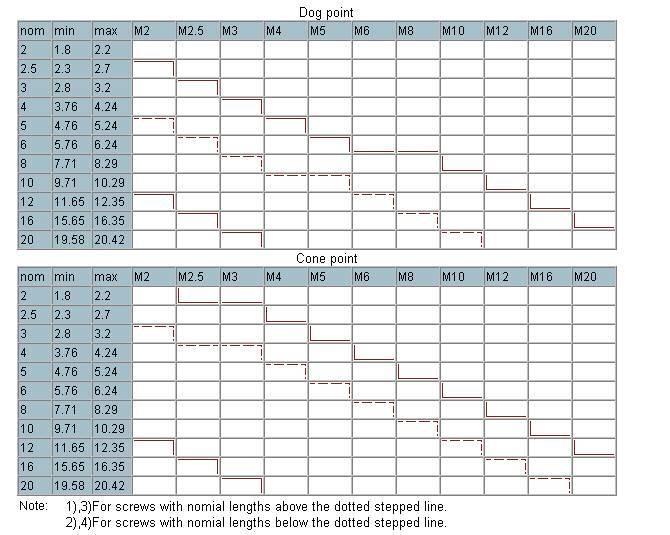 Dog point
nom min max M2 M2.5 M3 M4 M5 M6 M8 M10 M12 M16 M20
2 1.8 2.2
2.5 2.3 2.7
3 2.8 3.2
4 3.76 4.24
5 4.76 5.24
6 5.76 6.24
8 7.71 8.29
10 9.71 10.29
12 11.65 12.35
16 15.65 16.35
20 19.58 20.42
Cone point
nom min max M2 M2.5 M3 M4 M5 M6 M8 M10 M12 M16 M20
2 1.8 2.2
2.5 2.3 2.7
3 2.8 3.2
4 3.76 4.24
5 4.76 5.24
6 5.76 6.24
8 7.71 8.29
10 9.71 10.29
12 11.65 12.35
16 15.65 16.35
20 19.58 20.42
Note: 1),3)For screws with nomial lengths above the dotted stepped line.
2),4)For screws with nomial lengths below the dotted stepped line.